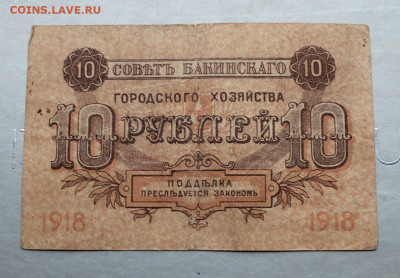 COINS.LAVE.RU
10 СОВѢТЪ БАКИНСКАГО 10
ГОРОДСКОГО ХОЗЯЙСТВА
10 РУБЛЕЙ 10
ПОДДѢЛКА
ПРЕСЛѢДУЕТСЯ ЗАКОНОМЪ
1918 1918